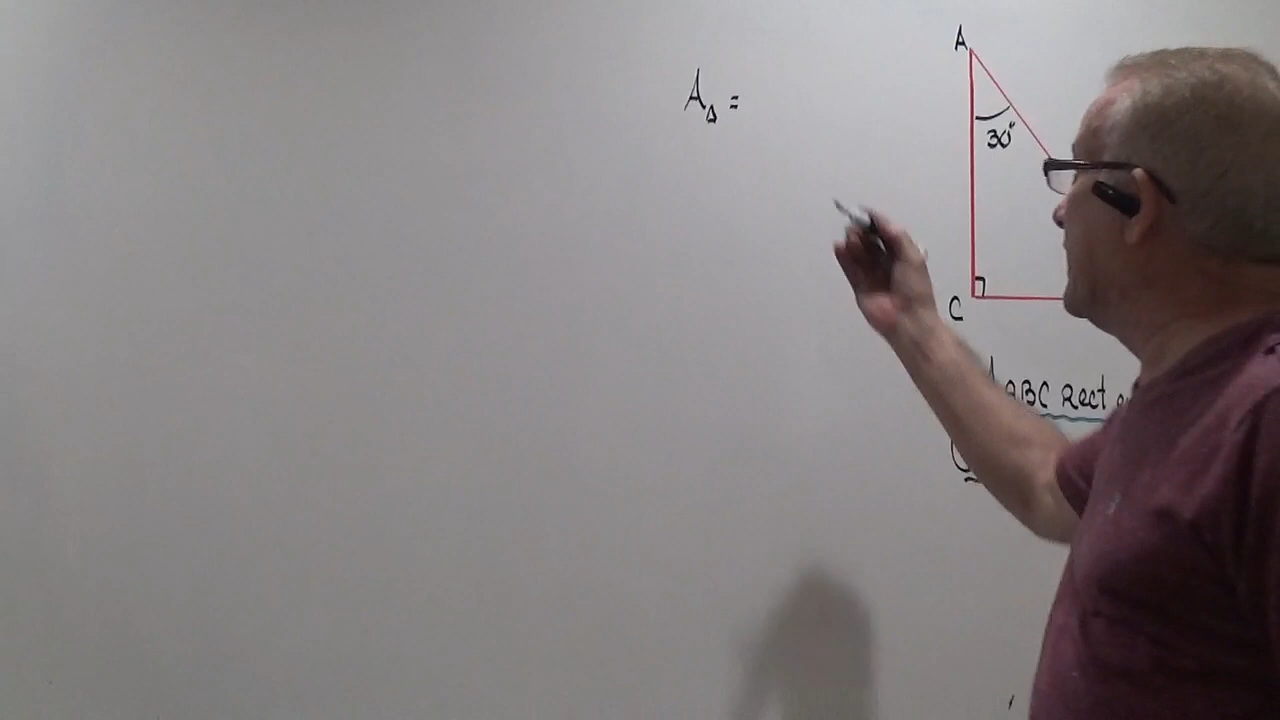 A
A△ =
30°
C
ABC Rect